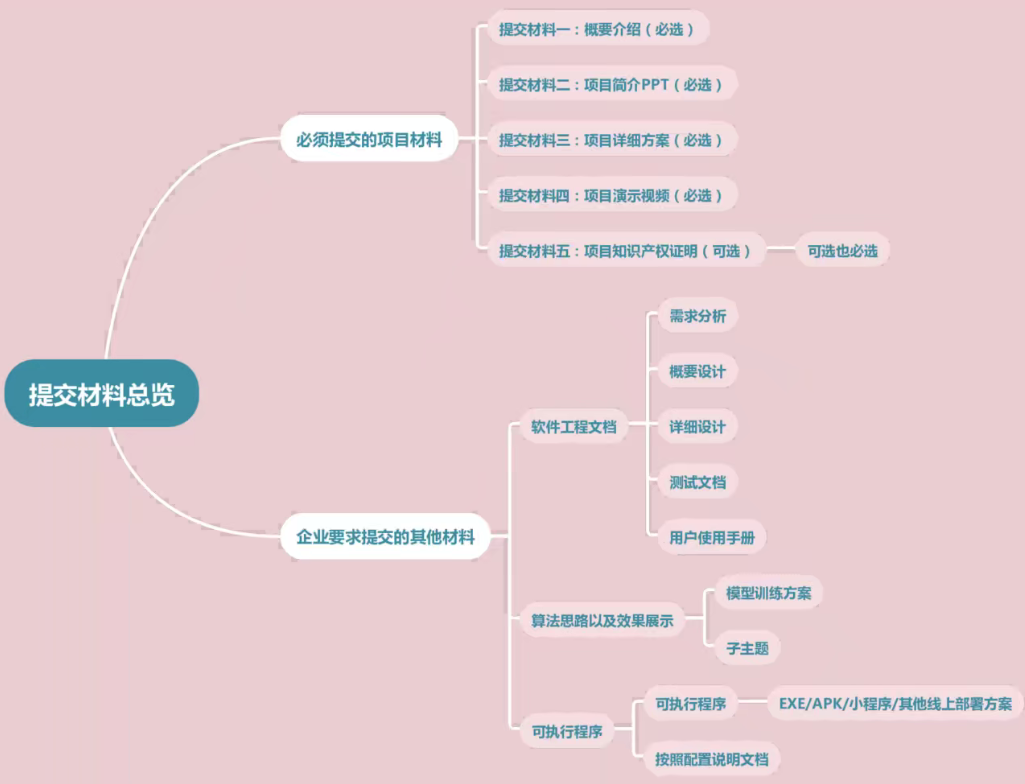 提交材料总览
必须提交的项目材料
提交材料一：概要介绍（必选）
提交材料二：项目简介PPT（必选）
提交材料三：项目详细方案（必选）
提交材料四：项目演示视频（必选）
提交材料五：项目知识产权证明（可选）
可选也必选
企业要求提交的其他材料
软件工程文档
需求分析
概要设计
详细设计
测试文档
用户使用手册
算法思路以及效果展示
模型训练方案
子主题
可执行程序
可执行程序
EXE/APK/小程序/其他线上部署方案
按照配置说明文档